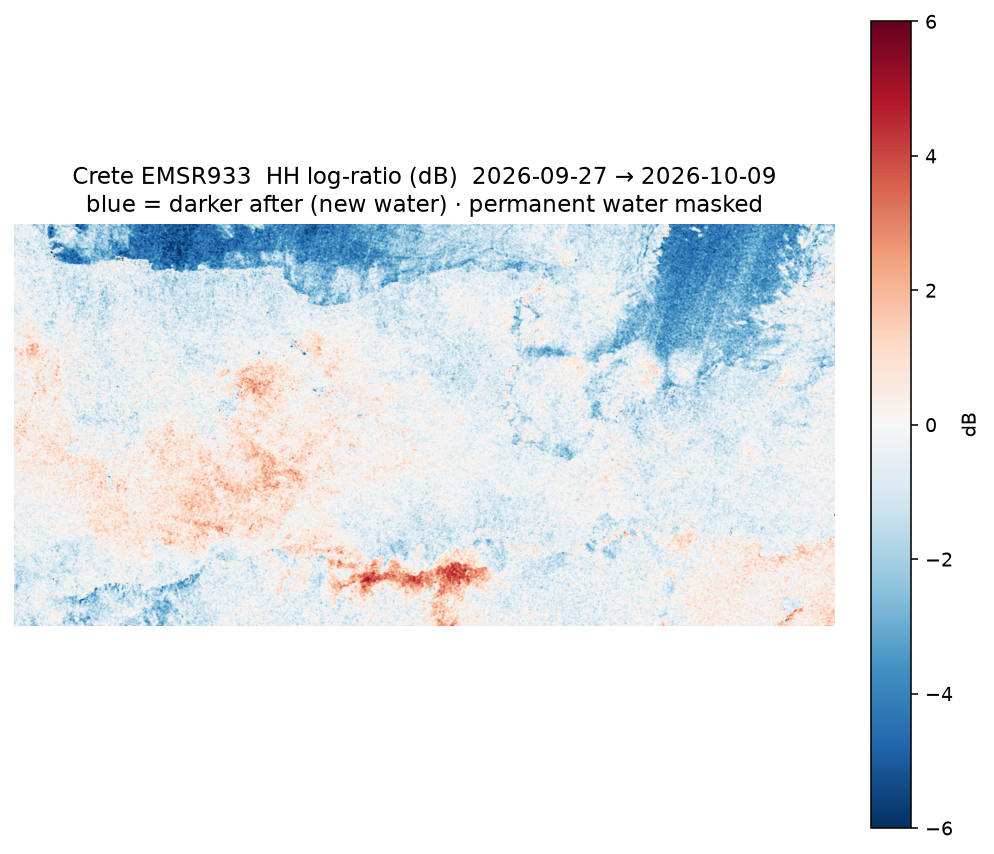 Crete EMSR933  HH log-ratio (dB)  2026-09-27 → 2026-10-09
blue = darker after (new water) · permanent water masked
6
4
2
0
−2
−4
−6
dB